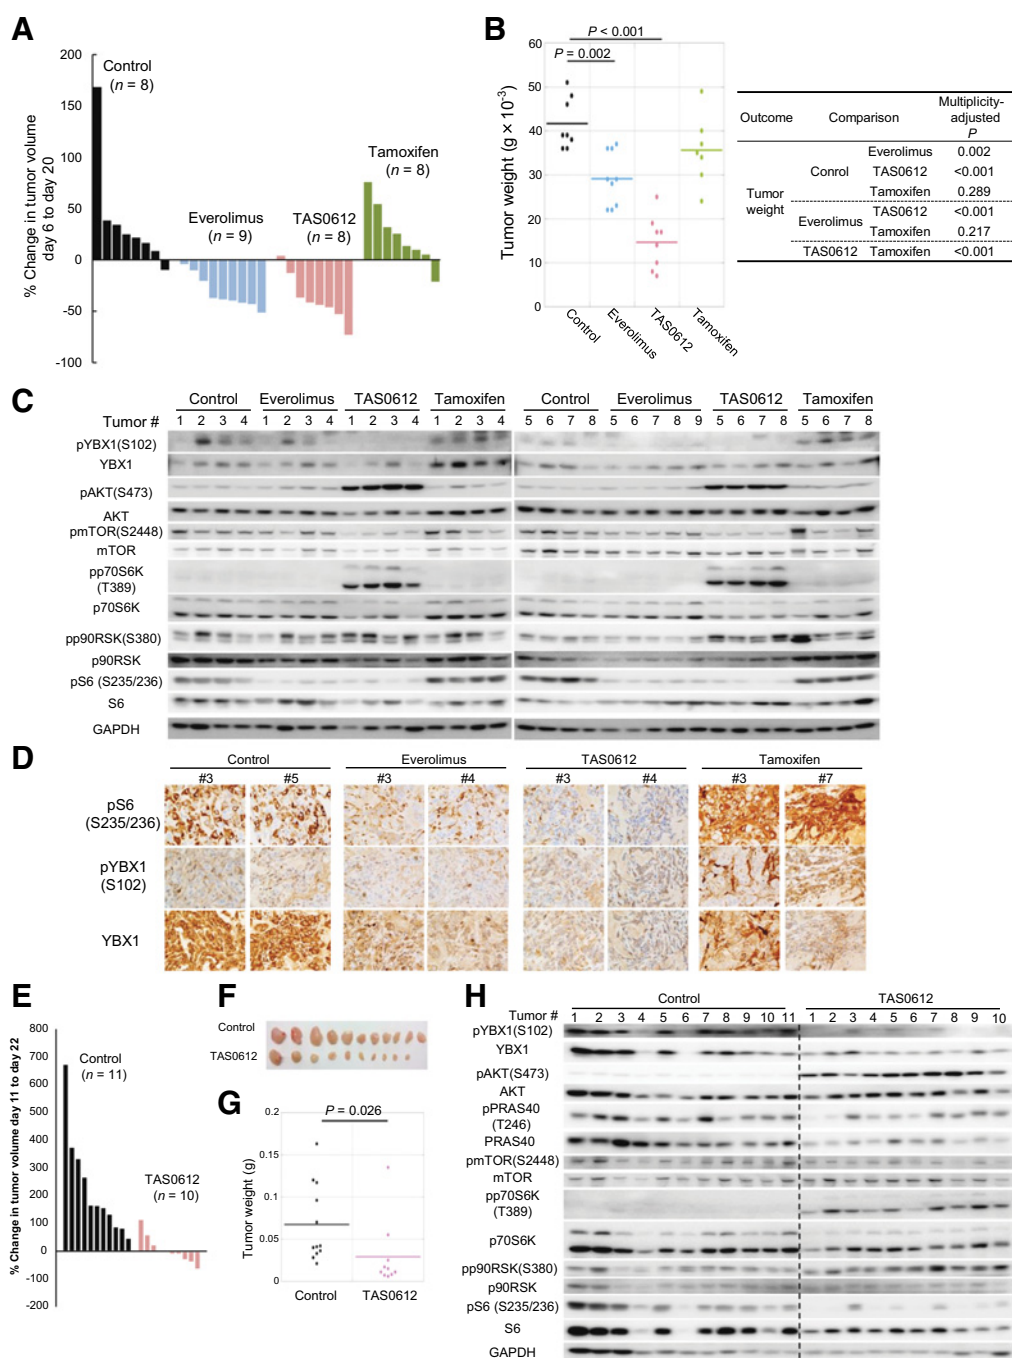 A
200
150
100
50
0
-50
-100
% Change in tumor volume
day 6 to day 20
Control
(n = 8)
Everolimus
(n = 9)
TAS0612
(n = 8)
Tamoxifen
(n = 8)
B
P < 0.001
P = 0.002
60
50
40
30
20
10
0
Tumor weight (g × 10-3)
Control
Everolimus
TAS0612
Tamoxifen
Outcome Comparison Multiplicity-
adjusted
P
Tumor
weight
Conrol Everolimus 0.002
TAS0612 <0.001
Tamoxifen 0.289
Everolimus TAS0612 <0.001
Tamoxifen 0.217
TAS0612 Tamoxifen <0.001
C
Control Everolimus TAS0612 Tamoxifen Control Everolimus TAS0612 Tamoxifen
Tumor # 1 2 3 4 1 2 3 4 1 2 3 4 1 2 3 4 5 6 7 8 5 6 7 8 9 5 6 7 8 5 6 7 8
pYBX1(S102)
YBX1
pAKT(S473)
AKT
pmTOR(S2448)
mTOR
pp70S6K
(T389)
p70S6K
pp90RSK(S380)
p90RSK
pS6 (S235/236)
S6
GAPDH
D
Control Everolimus TAS0612 Tamoxifen
#3 #5 #3 #4 #3 #4 #3 #7
pS6
(S235/236)
pYBX1
(S102)
YBX1
E
800
700
600
500
400
300
200
100
0
-100
-200
% Change in tumor volume day 11 to day 22
Control
(n = 11)
TAS0612
(n = 10)
F
Control
TAS0612
G
P = 0.026
0.2
0.15
0.1
0.05
0
Tumor weight (g)
Control TAS0612
H
Control TAS0612
Tumor # 1 2 3 4 5 6 7 8 9 10 11 1 2 3 4 5 6 7 8 9 10
pYBX1(S102)
YBX1
pAKT(S473)
AKT
pPRAS40
(T246)
PRAS40
pmTOR(S2448)
mTOR
pp70S6K
(T389)
p70S6K
pp90RSK(S380)
p90RSK
pS6 (S235/236)
S6
GAPDH